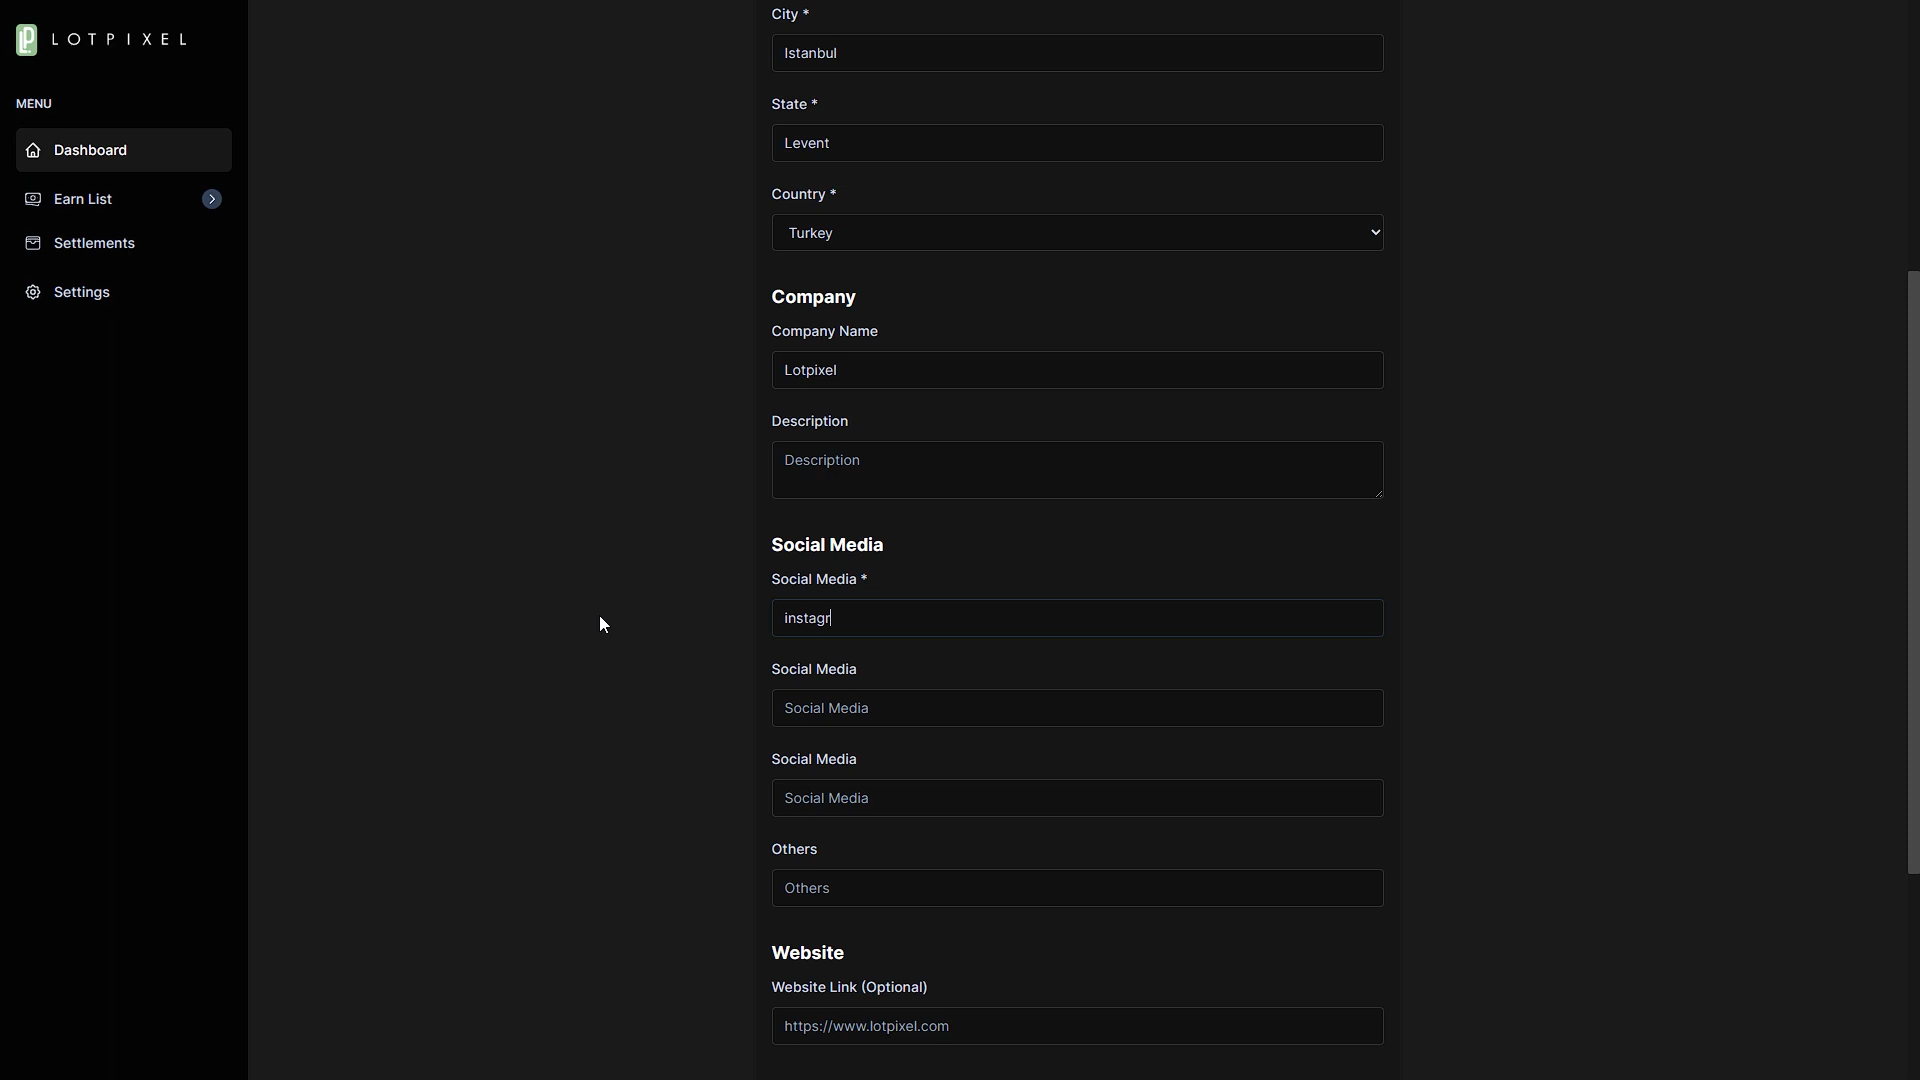 LOTPIXEL
MENU
Dashboard
Earn List
Settlements
Settings
City *
Istanbul
State *
Levent
Country *
Turkey
Company
Company Name
Lotpixel
Description
Description
Social Media
Social Media *
instagr
Social Media
Social Media
Social Media
Social Media
Others
Others
Website
Website Link (Optional)
https://www.lotpixel.com